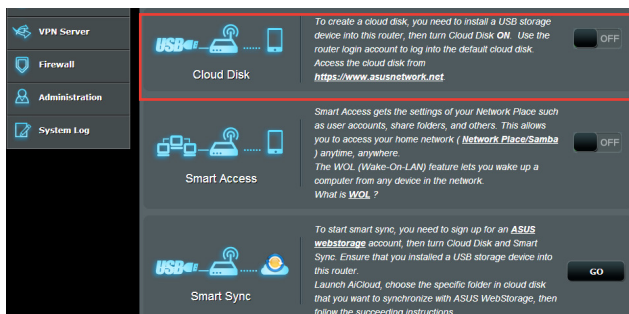 VPN Server
Firewall
Administration
System Log
USB
Cloud Disk
To create a cloud disk, you need to install a USB storage
device into this router, then turn Cloud Disk ON. Use the
router login account to log into the default cloud disk.
Access the cloud disk from
https://www.asusnetwork.net.
OFF
Smart Access
Smart Access gets the settings of your Network Place such
as user accounts, share folders, and others. This allows
you to access your home network ( Network Place/Samba
) anytime, anywhere.
The WOL (Wake-On-LAN) feature lets you wake up a
computer from any device in the network.
What is WOL ?
OFF
USB
Smart Sync
To start smart sync, you need to sign up for an ASUS
webstorage account, then turn Cloud Disk and Smart
Sync. Ensure that you installed a USB storage device into
this router.
Launch AiCloud, choose the specific folder in cloud disk
that you want to synchronize with ASUS WebStorage, then
follow the succeeding instructions.
GO